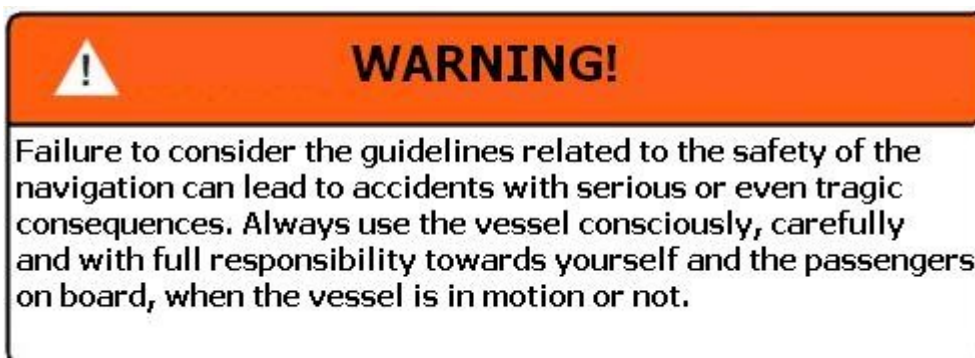 WARNING!
Failure to consider the guidelines related to the safety of the
navigation can lead to accidents with serious or even tragic
consequences. Always use the vessel consciously, carefully
and with full responsibility towards yourself and the passengers
on board, when the vessel is in motion or not.